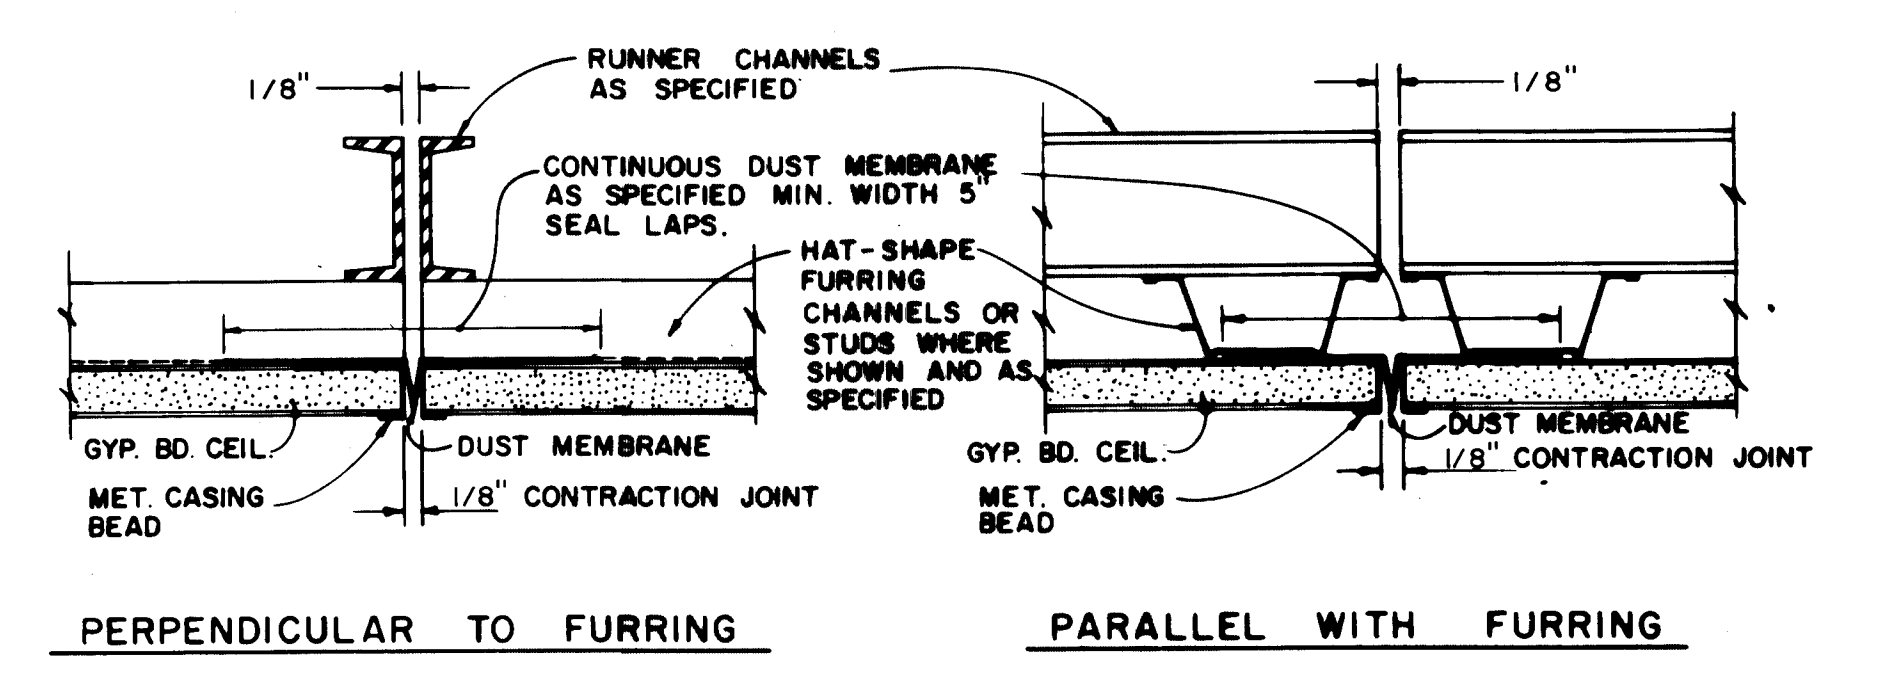 1/8"
RUNNER CHANNELS
AS SPECIFIED
1/8"
CONTINUOUS DUST MEMBRANE
AS SPECIFIED MIN. WIDTH 5"
SEAL LAPS.
HAT-SHAPE
FURRING
CHANNELS OR
STUDS WHERE
SHOWN AND AS
SPECIFIED
GYP. BD. CEIL.
DUST MEMBRANE
MET. CASING
BEAD
1/8" CONTRACTION JOINT
GYP. BD. CEIL.
DUST MEMBRANE
1/8" CONTRACTION JOINT
MET. CASING
BEAD
PERPENDICULAR TO FURRING
PARALLEL WITH FURRING